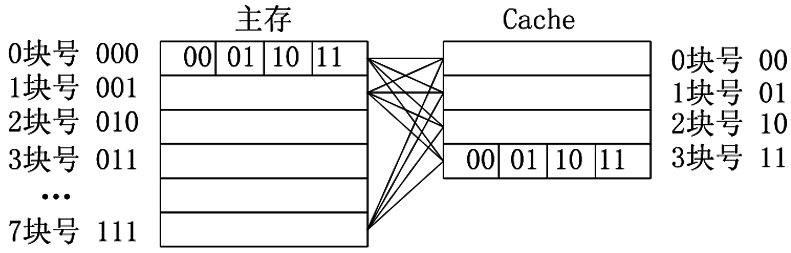 主存 Cache
0块号 000 00 01 10 11 0块号 00
1块号 001 1块号 01
2块号 010 2块号 10
3块号 011 00 01 10 11 3块号 11
…
7块号 111